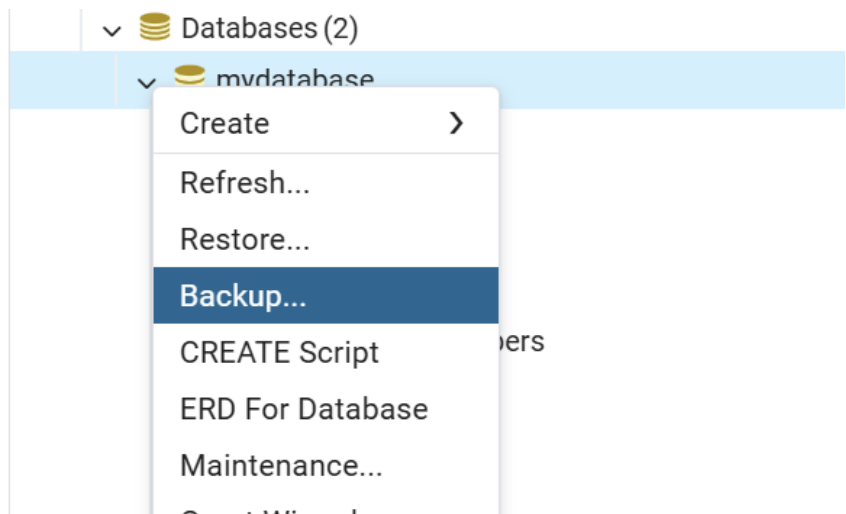 Databases (2)
mydatabase
Create
Refresh...
Restore...
Backup...
CREATE Script
ERD For Database
Maintenance...